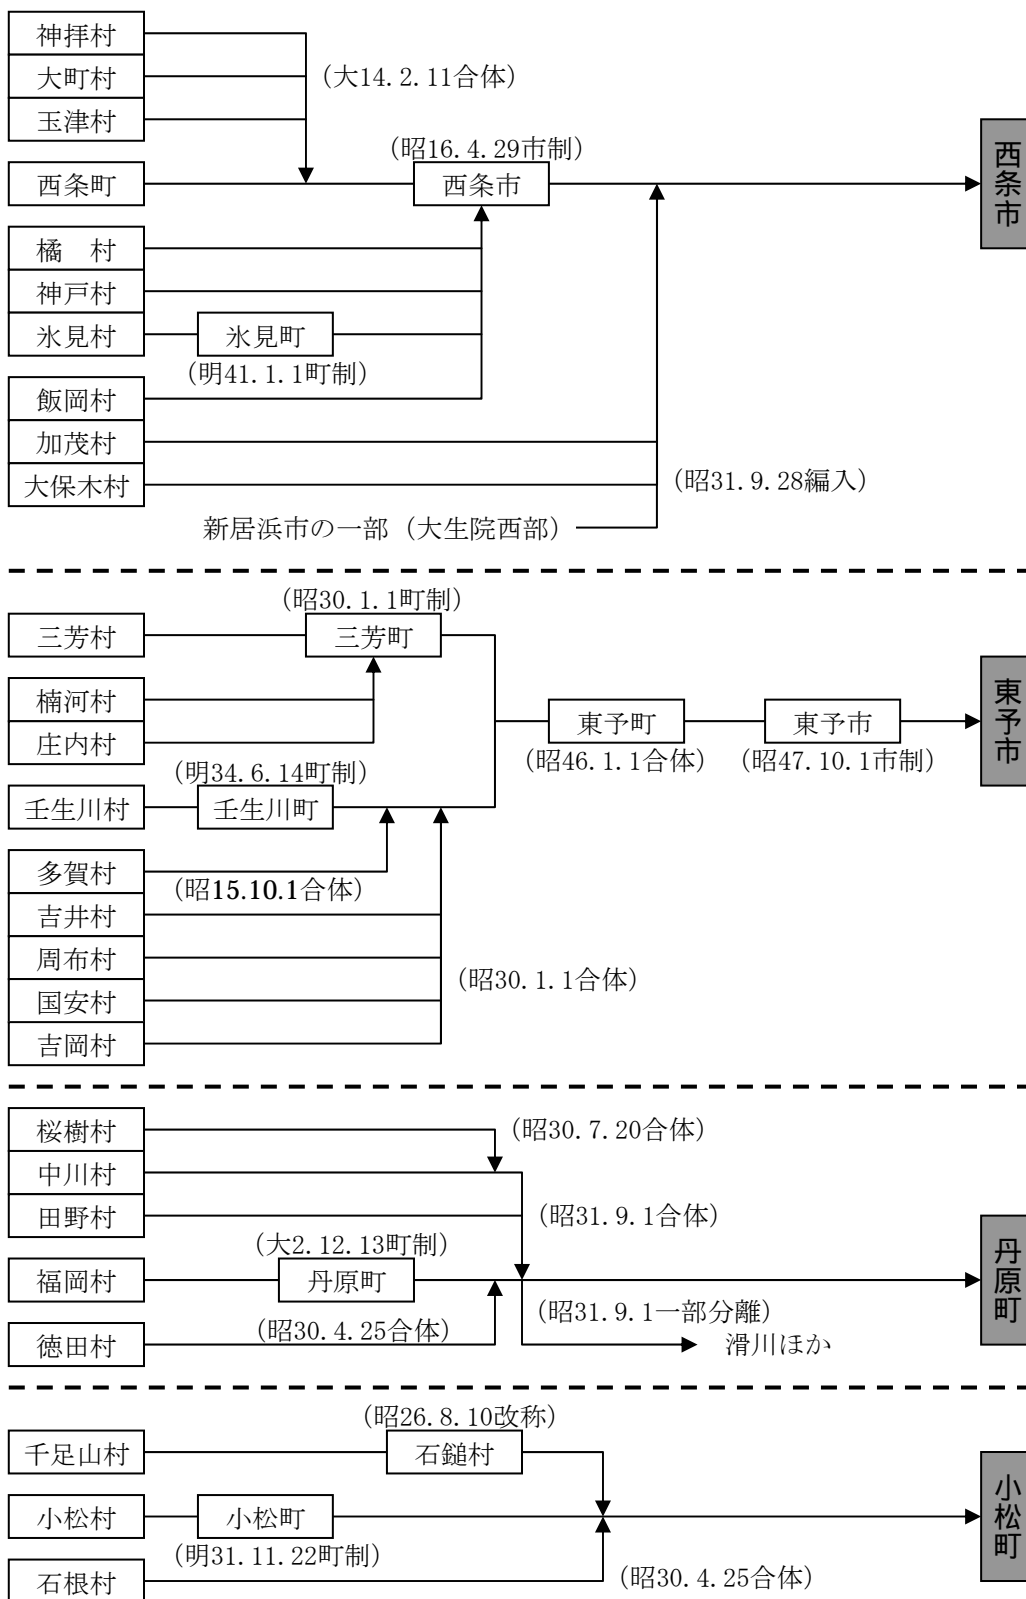 神拝村
大町村
(大14.2.11合体)
玉津村
(昭16.4.29市制)
西条町
西条市
西条市
橘　村
神戸村
氷見村
氷見町
(明41.1.1町制)
飯岡村
加茂村
大保木村
(昭31.9.28編入)
新居浜市の一部（大生院西部）
(昭30.1.1町制)
三芳村
三芳町
楠河村
庄内村
東予町
東予市
東予市
(昭46.1.1合体)
(昭47.10.1市制)
(明34.6.14町制)
壬生川村
壬生川町
多賀村
(昭15.10.1合体)
吉井村
周布村
国安村
(昭30.1.1合体)
吉岡村
桜樹村
(昭30.7.20合体)
中川村
田野村
(昭31.9.1合体)
(大2.12.13町制)
福岡村
丹原町
丹原町
(昭31.9.1一部分離)
(昭30.4.25合体)
徳田村
滑川ほか
(昭26.8.10改称)
千足山村
石鎚村
小松村
小松町
小松町
(明31.11.22町制)
石根村
(昭30.4.25合体)